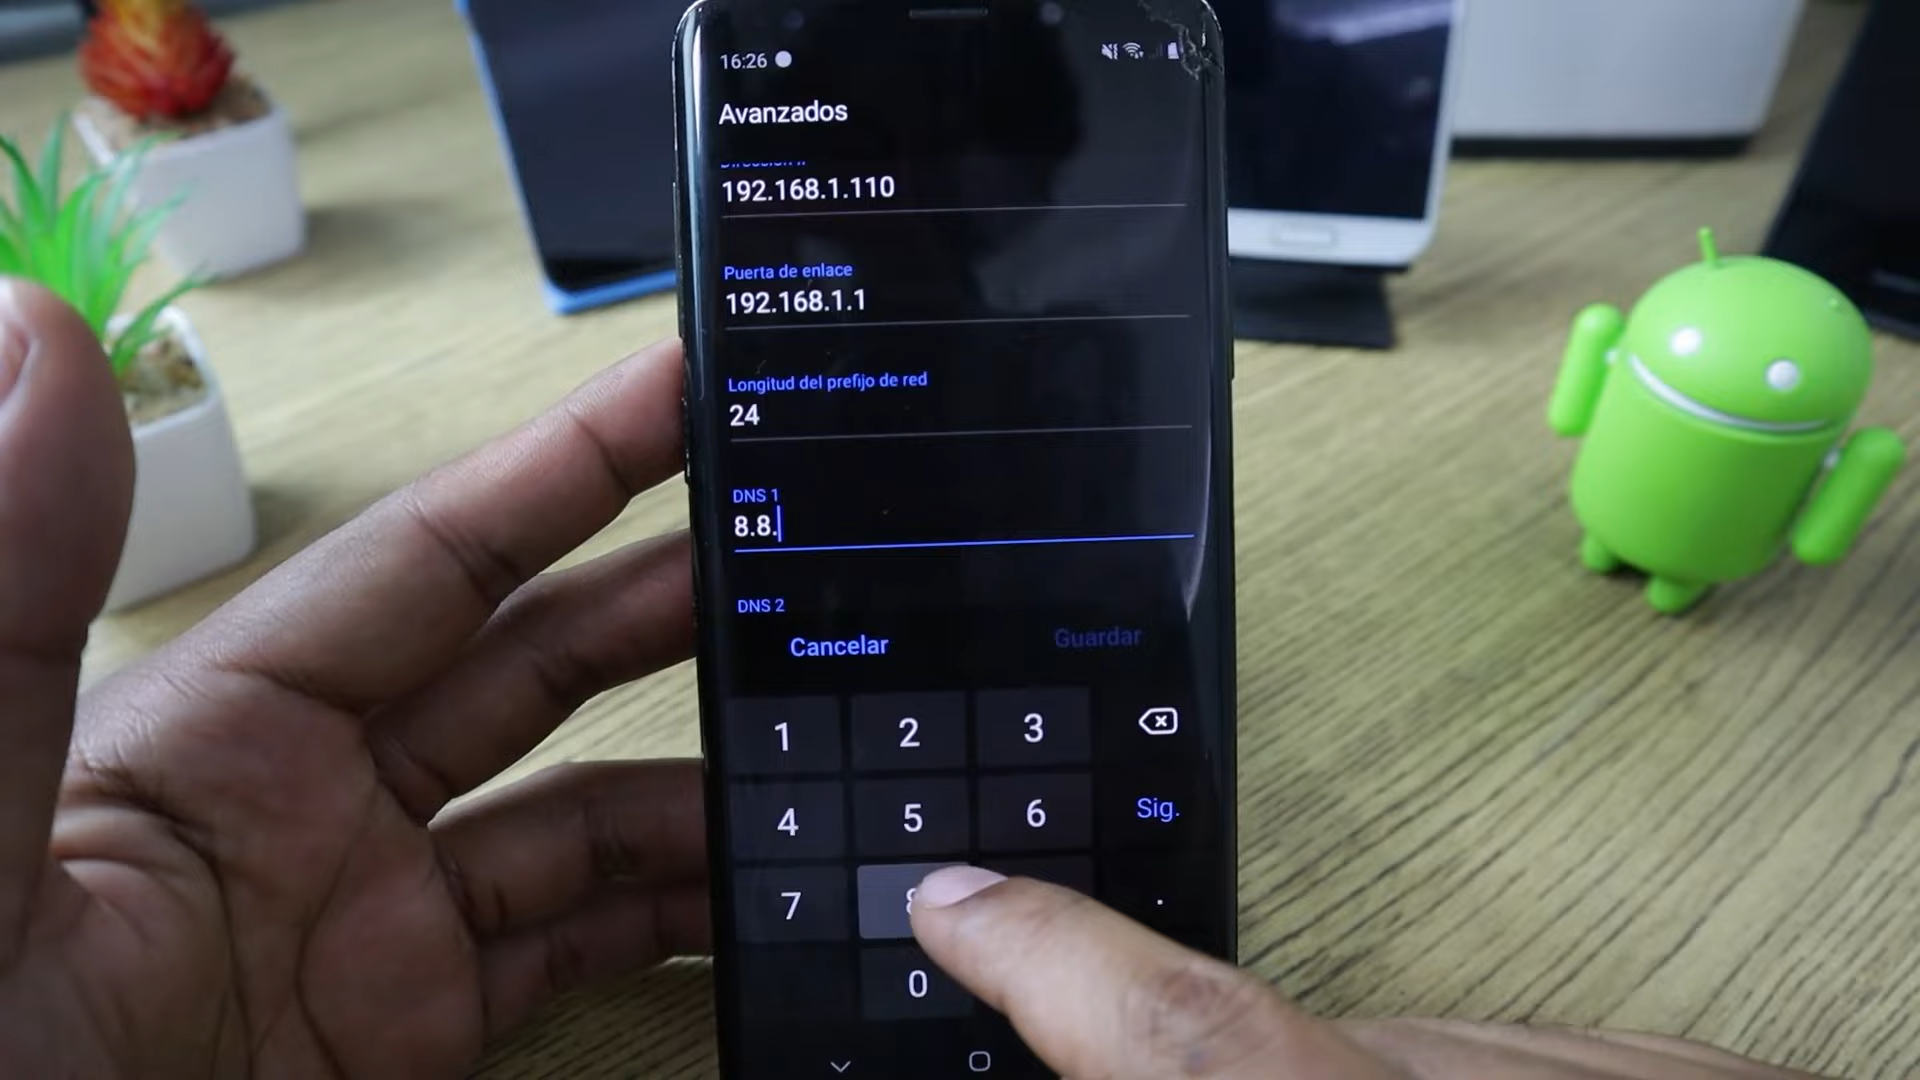 16:26
Avanzados
192.168.1.110
Puerta de enlace
192.168.1.1
Longitud del prefijo de red
24
DNS 1
8.8.
DNS 2
Cancelar Guardar
1 2 3
4 5 6 Sig.
7 8 .
0